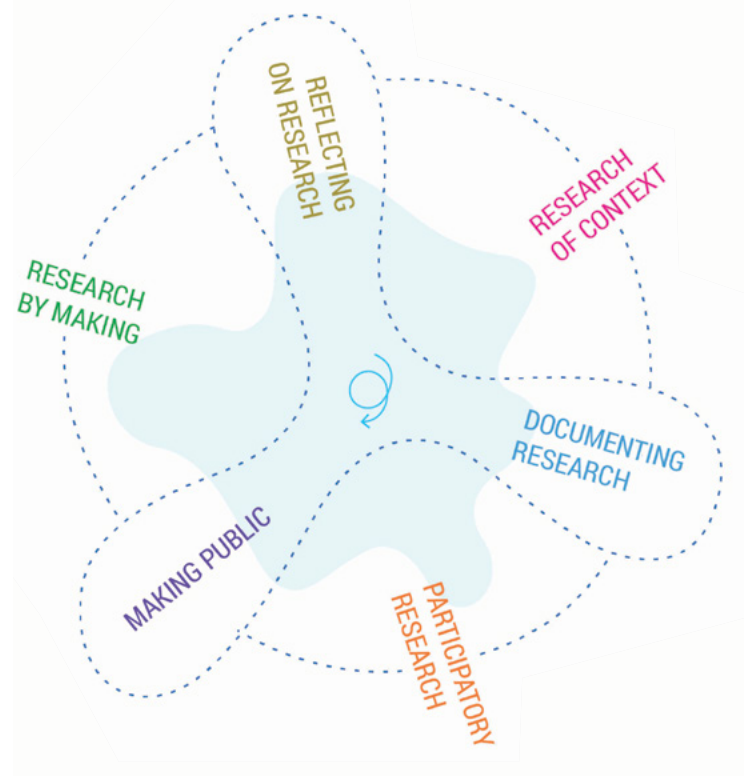 REFLECTING
ON RESEARCH
RESEARCH
OF CONTEXT
RESEARCH
BY MAKING
DOCUMENTING
RESEARCH
MAKING PUBLIC
PARTICIPATORY
RESEARCH